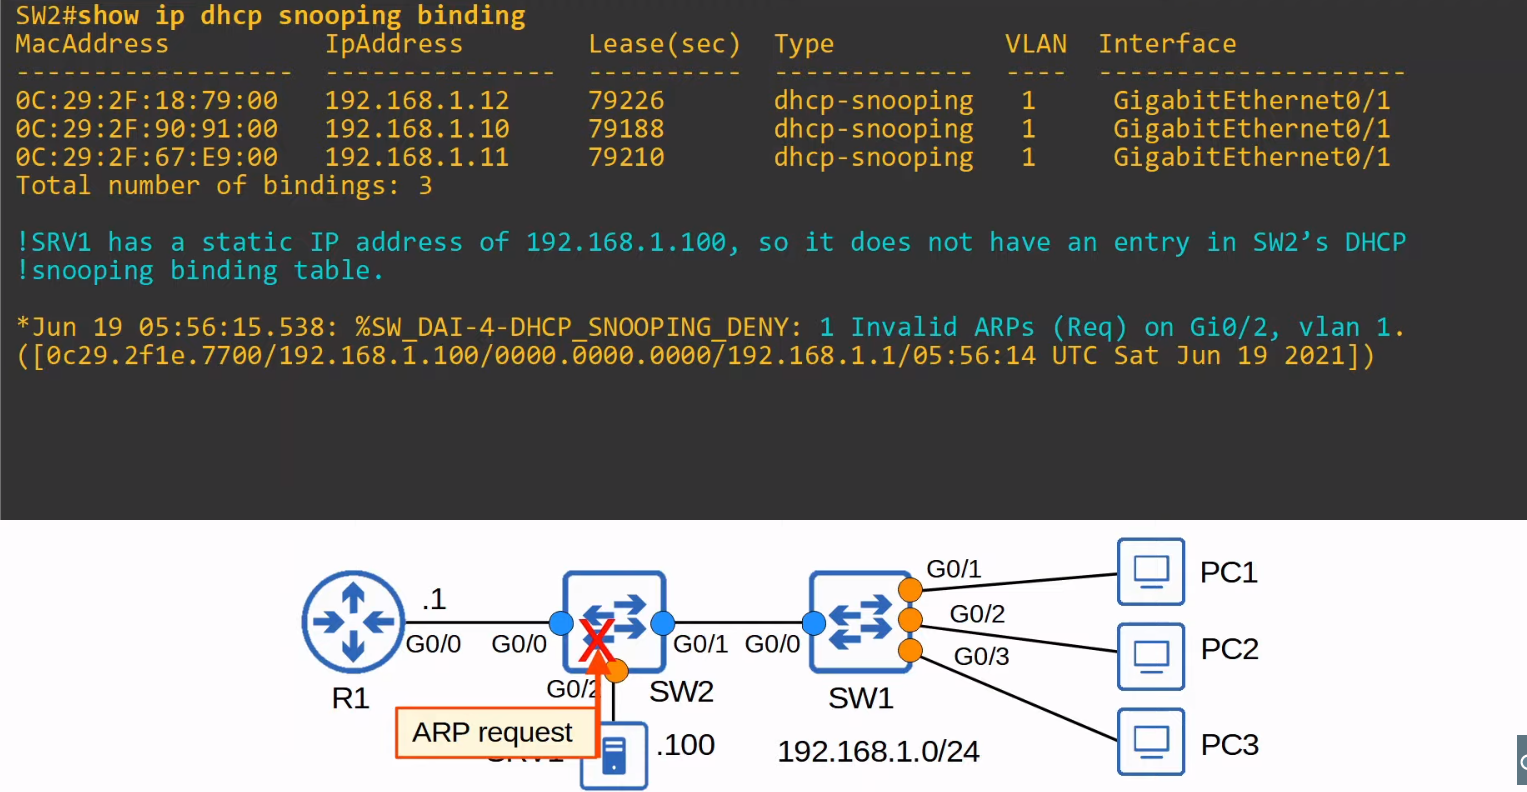 SW2#show ip dhcp snooping binding
MacAddress IpAddress Lease(sec) Type VLAN Interface
------------------ --------------- ---------- ------------- ---- --------------------
0C:29:2F:18:79:00 192.168.1.12 79226 dhcp-snooping 1 GigabitEthernet0/1
0C:29:2F:90:91:00 192.168.1.10 79188 dhcp-snooping 1 GigabitEthernet0/1
0C:29:2F:67:E9:00 192.168.1.11 79210 dhcp-snooping 1 GigabitEthernet0/1
Total number of bindings: 3
!SRV1 has a static IP address of 192.168.1.100, so it does not have an entry in SW2’s DHCP
!snooping binding table.
*Jun 19 05:56:15.538: %SW_DAI-4-DHCP_SNOOPING_DENY: 1 Invalid ARPs (Req) on Gi0/2, vlan 1.
([0c29.2f1e.7700/192.168.1.100/0000.0000.0000/192.168.1.1/05:56:14 UTC Sat Jun 19 2021])
.1
G0/0
G0/0
G0/1
G0/0
G0/1
G0/2
G0/3
PC1
PC2
PC3
R1
G0/2
SW2
SW1
ARP request
SRV1
.100
192.168.1.0/24